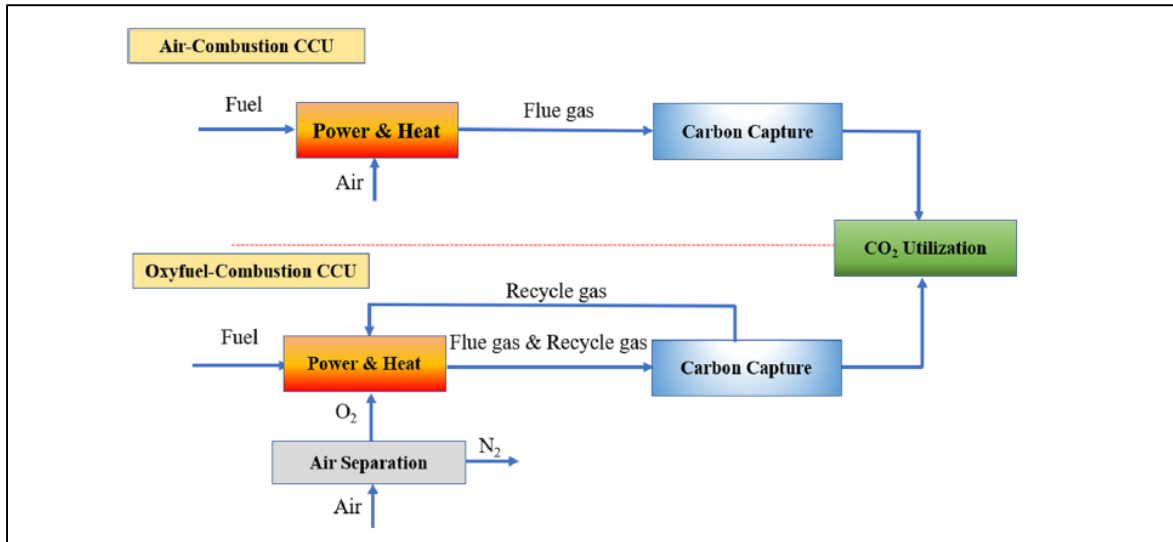 Air-Combustion CCU
Fuel
Power & Heat
Flue gas
Carbon Capture
Air
CO₂ Utilization
Oxyfuel-Combustion CCU
Recycle gas
Fuel
Power & Heat
Flue gas & Recycle gas
Carbon Capture
O₂
Air Separation
N₂
Air